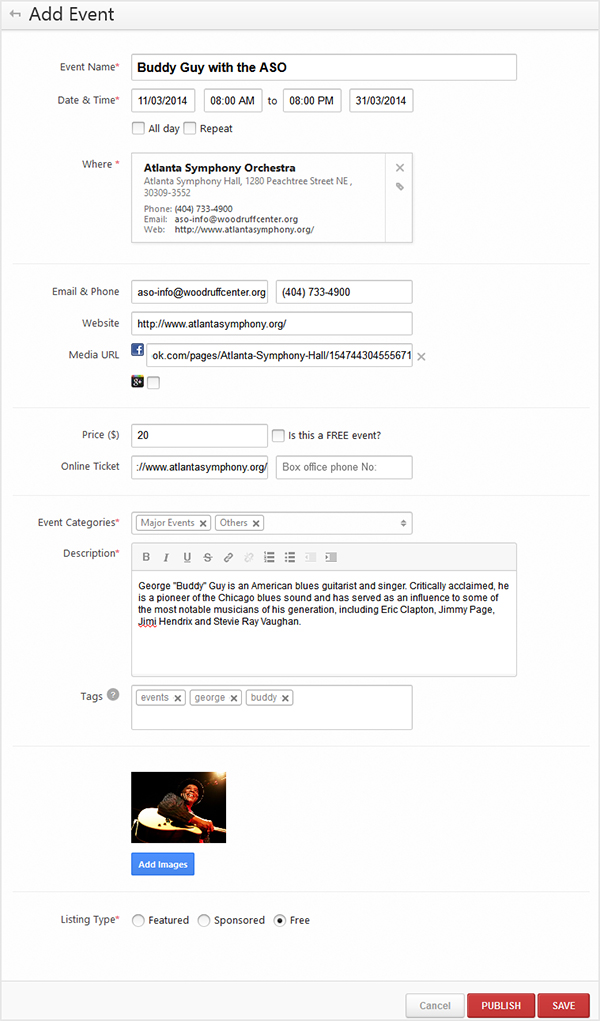 Add Event
Event Name* Buddy Guy with the ASO
Date & Time* 11/03/2014 08:00 AM to 08:00 PM 31/03/2014
All day Repeat
Where * Atlanta Symphony Orchestra
Atlanta Symphony Hall, 1280 Peachtree Street NE ,
30309-3552
Phone: (404) 733-4900
Email: aso-info@woodruffcenter.org
Web: http://www.atlantasymphony.org/
Email & Phone aso-info@woodruffcenter.org (404) 733-4900
Website http://www.atlantasymphony.org/
Media URL f ok.com/pages/Atlanta-Symphony-Hall/154744304555671
g+
Price ($) 20 Is this a FREE event?
Online Ticket ://www.atlantasymphony.org/ Box office phone No:
Event Categories* Major Events Others
Description* B I U S
George "Buddy" Guy is an American blues guitarist and singer. Critically acclaimed, he
is a pioneer of the Chicago blues sound and has served as an influence to some of
the most notable musicians of his generation, including Eric Clapton, Jimmy Page,
Jimi Hendrix and Stevie Ray Vaughan.
Tags ? events george buddy
Add Images
Listing Type* Featured Sponsored Free
Cancel PUBLISH SAVE